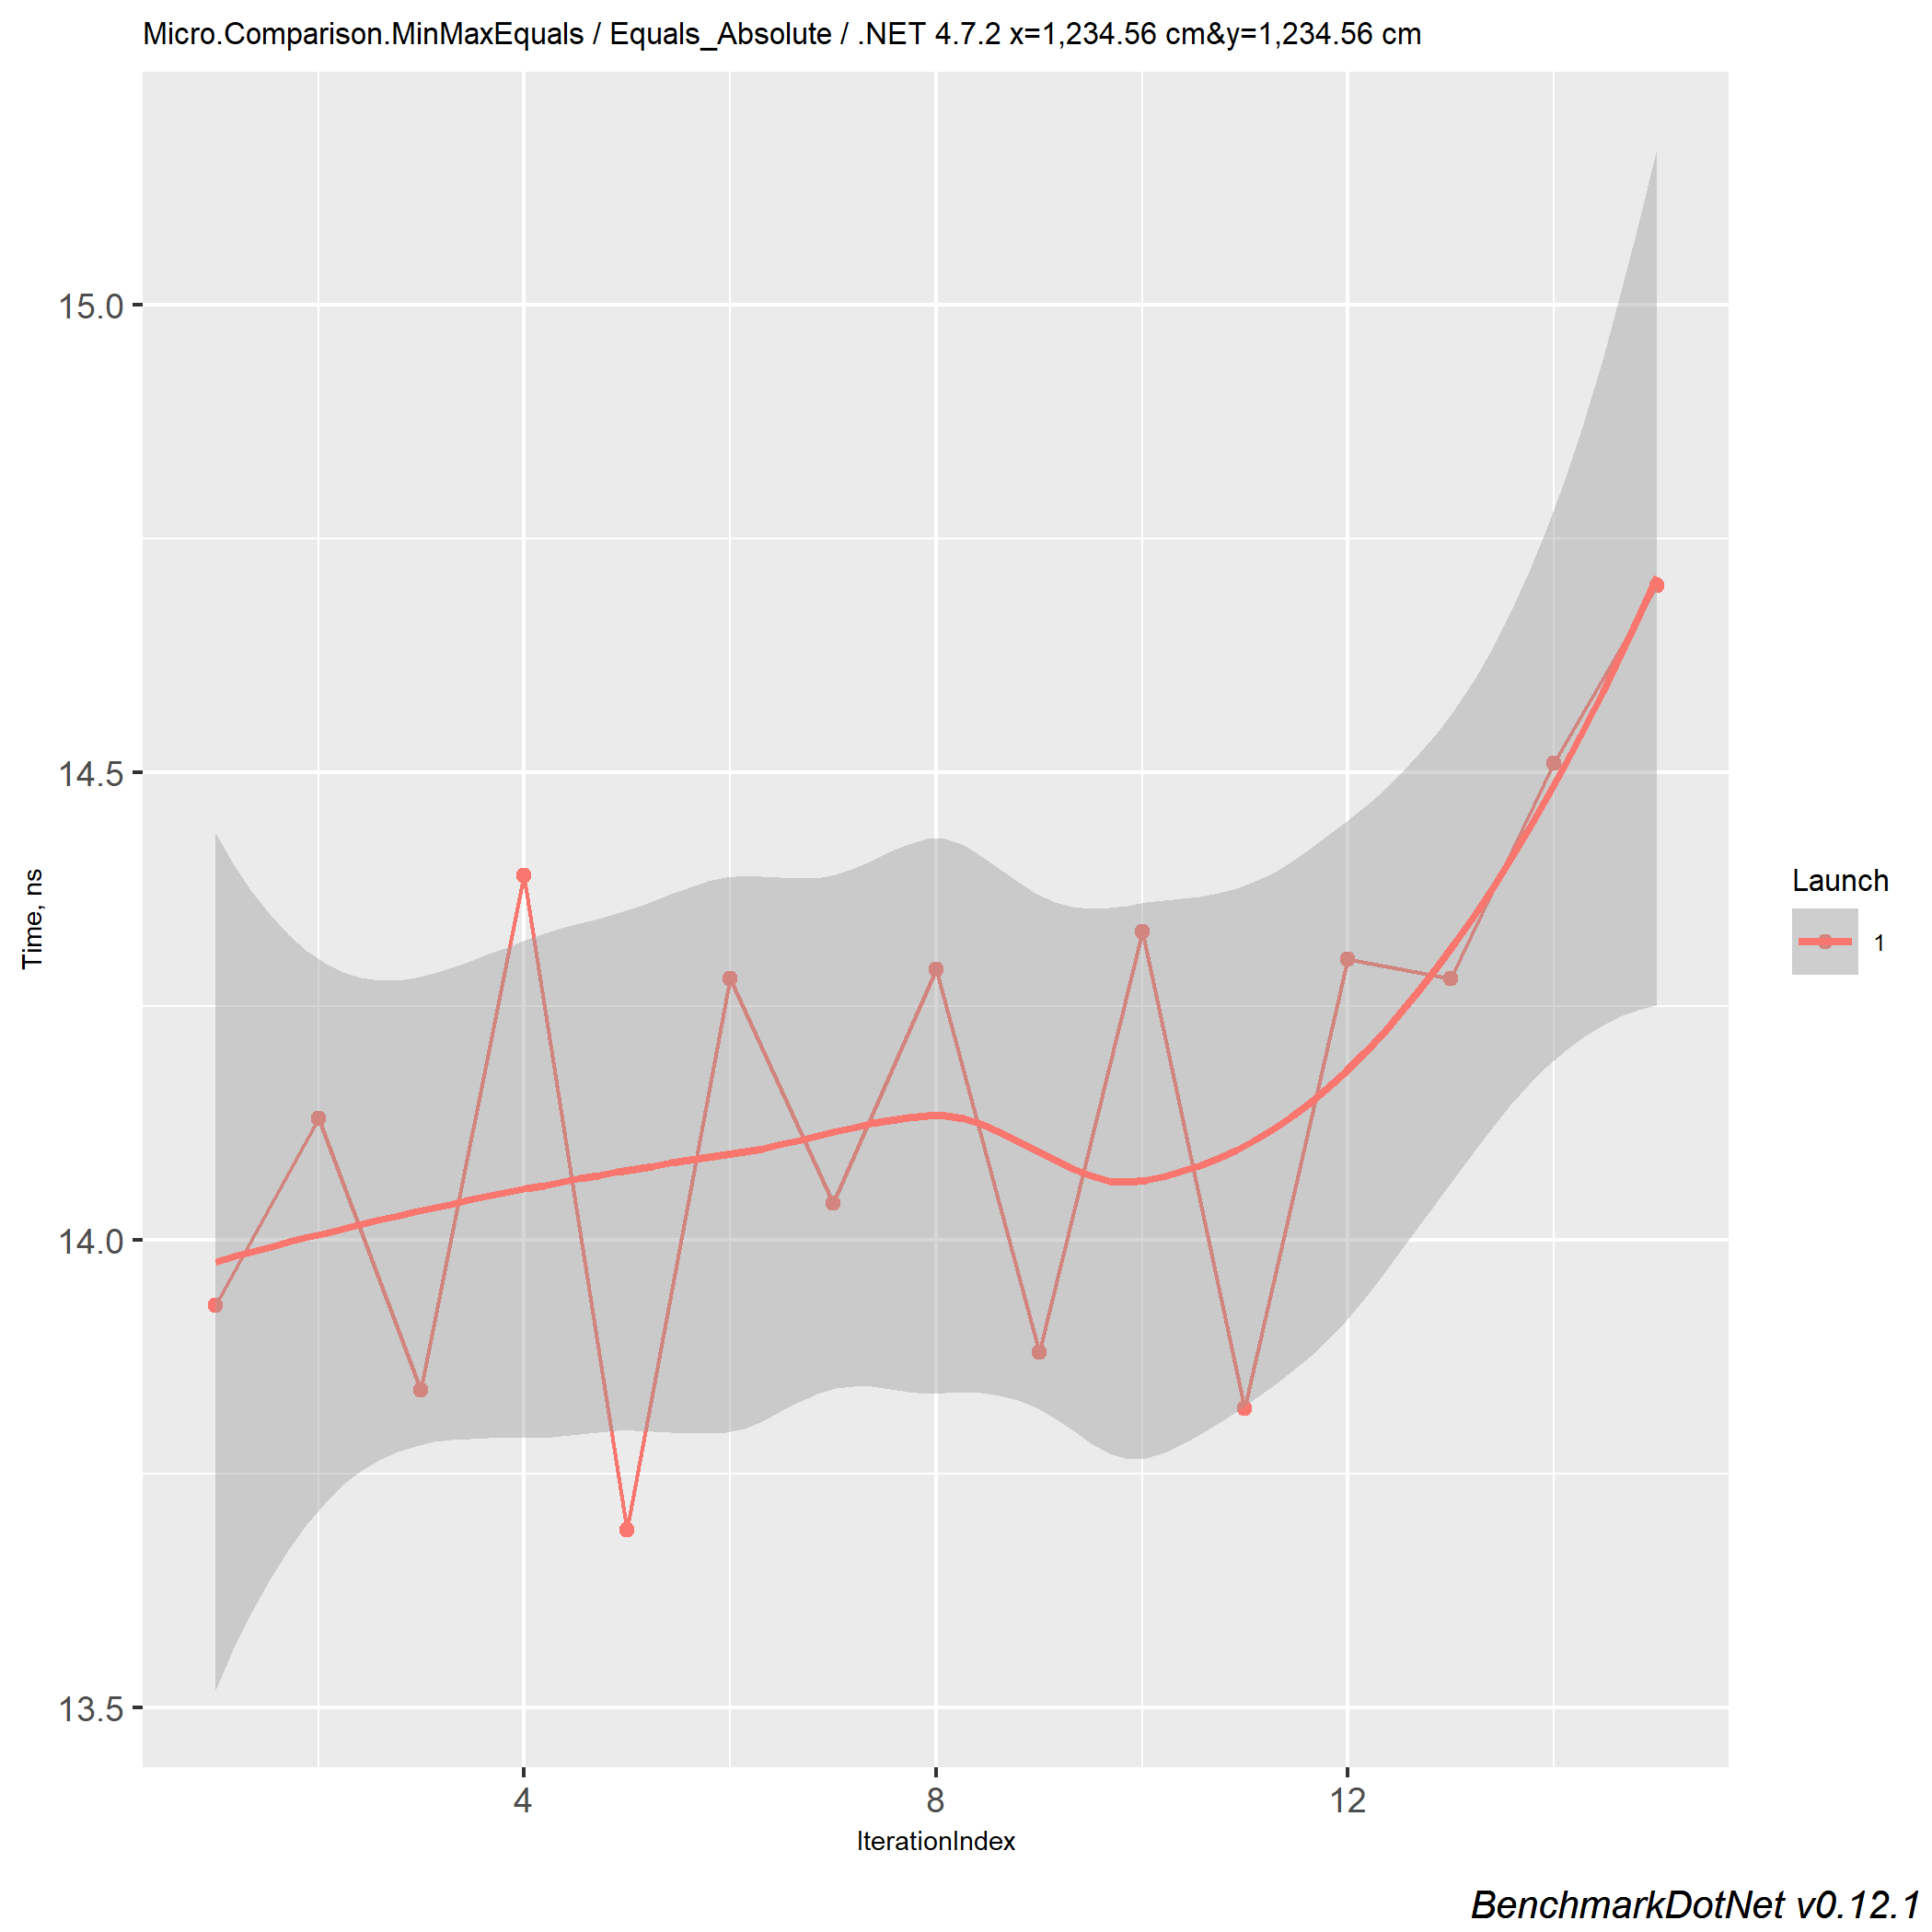 Micro.Comparison.MinMaxEquals / Equals_Absolute / .NET 4.7.2 x=1,234.56 cm&y=1,234.56 cm
15.0
14.5
14.0
13.5
Time, ns
4 8 12
IterationIndex
Launch
1
BenchmarkDotNet v0.12.1